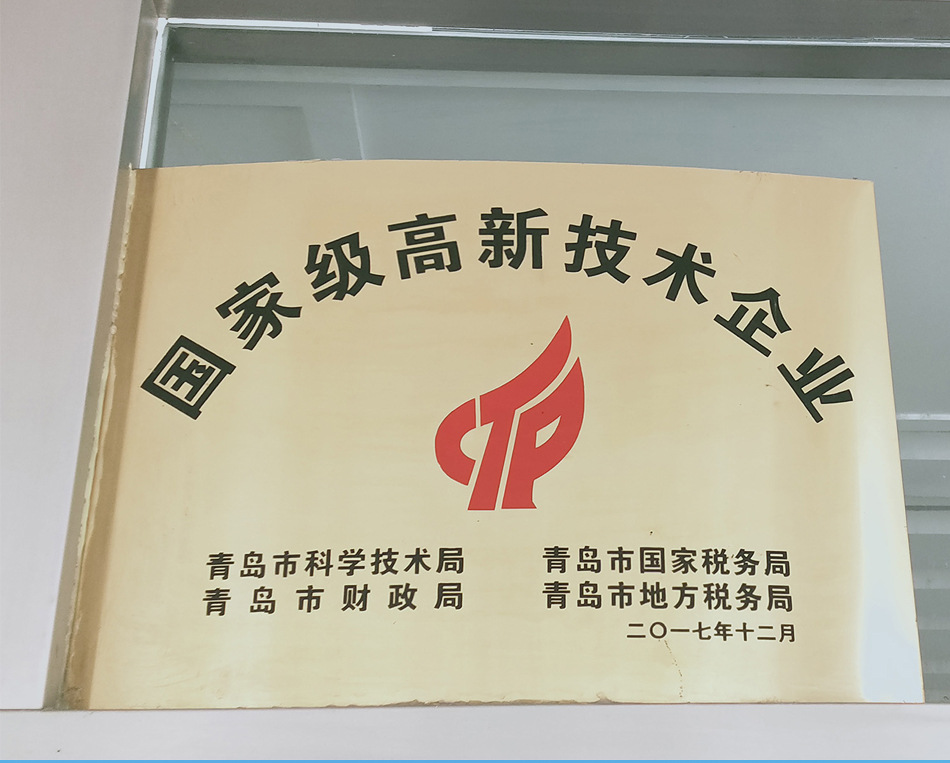 国家级高新技术企业
CTP
青岛市科学技术局
青岛市财政局
青岛市国家税务局
青岛市地方税务局
二〇一七年十二月